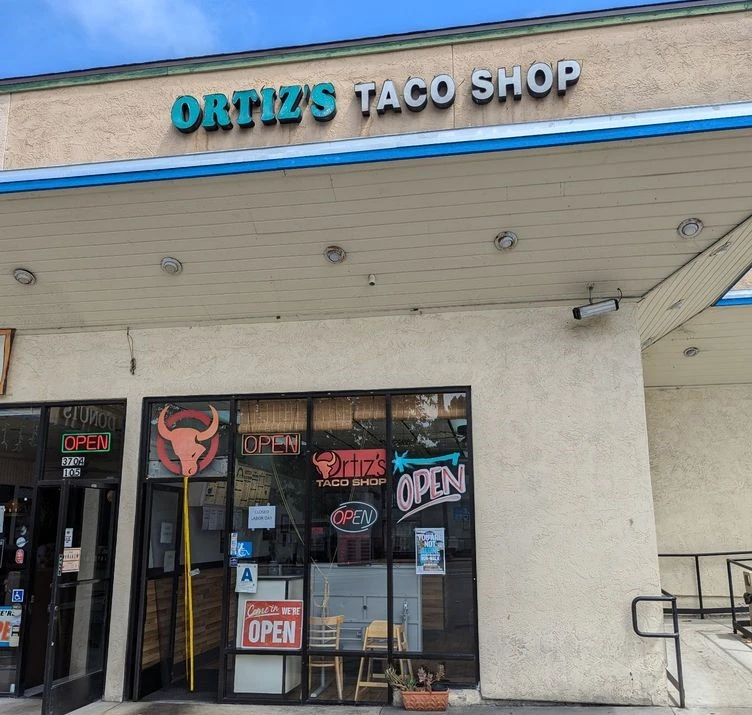 ORTIZ'S TACO SHOP
DONUTS
OPEN
3704
105
OPEN
Ortiz's
TACO SHOP
OPEN
OPEN
CLOSED
LABOR DAY
A
Come in WE'RE
OPEN